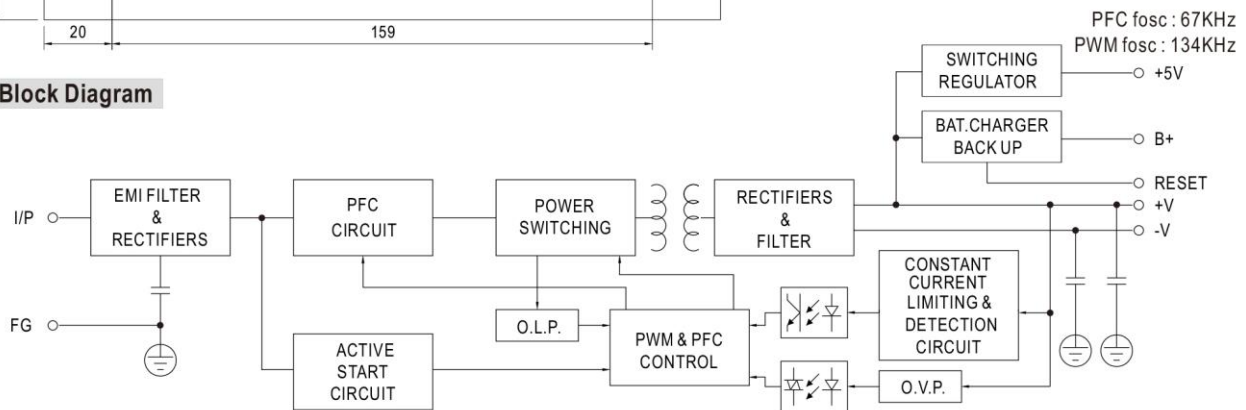 20
159
PFC fosc : 67KHz
PWM fosc : 134KHz
Block Diagram
SWITCHING
REGULATOR
+5V
BAT.CHARGER
BACK UP
B+
RESET
+V
-V
I/P
EMI FILTER
&
RECTIFIERS
PFC
CIRCUIT
POWER
SWITCHING
RECTIFIERS
&
FILTER
CONSTANT
CURRENT
LIMITING &
DETECTION
CIRCUIT
FG
O.L.P.
PWM & PFC
CONTROL
ACTIVE
START
CIRCUIT
O.V.P.